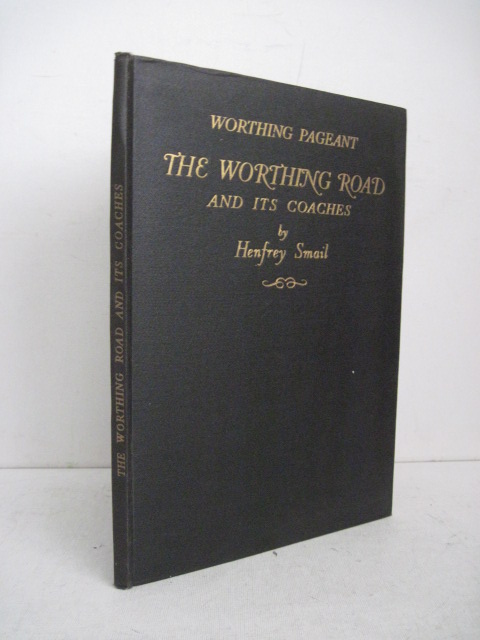 WORTHING PAGEANT
THE WORTHING ROAD
AND ITS COACHES
by
Henfrey Smail
THE WORTHING ROAD AND ITS COACHES